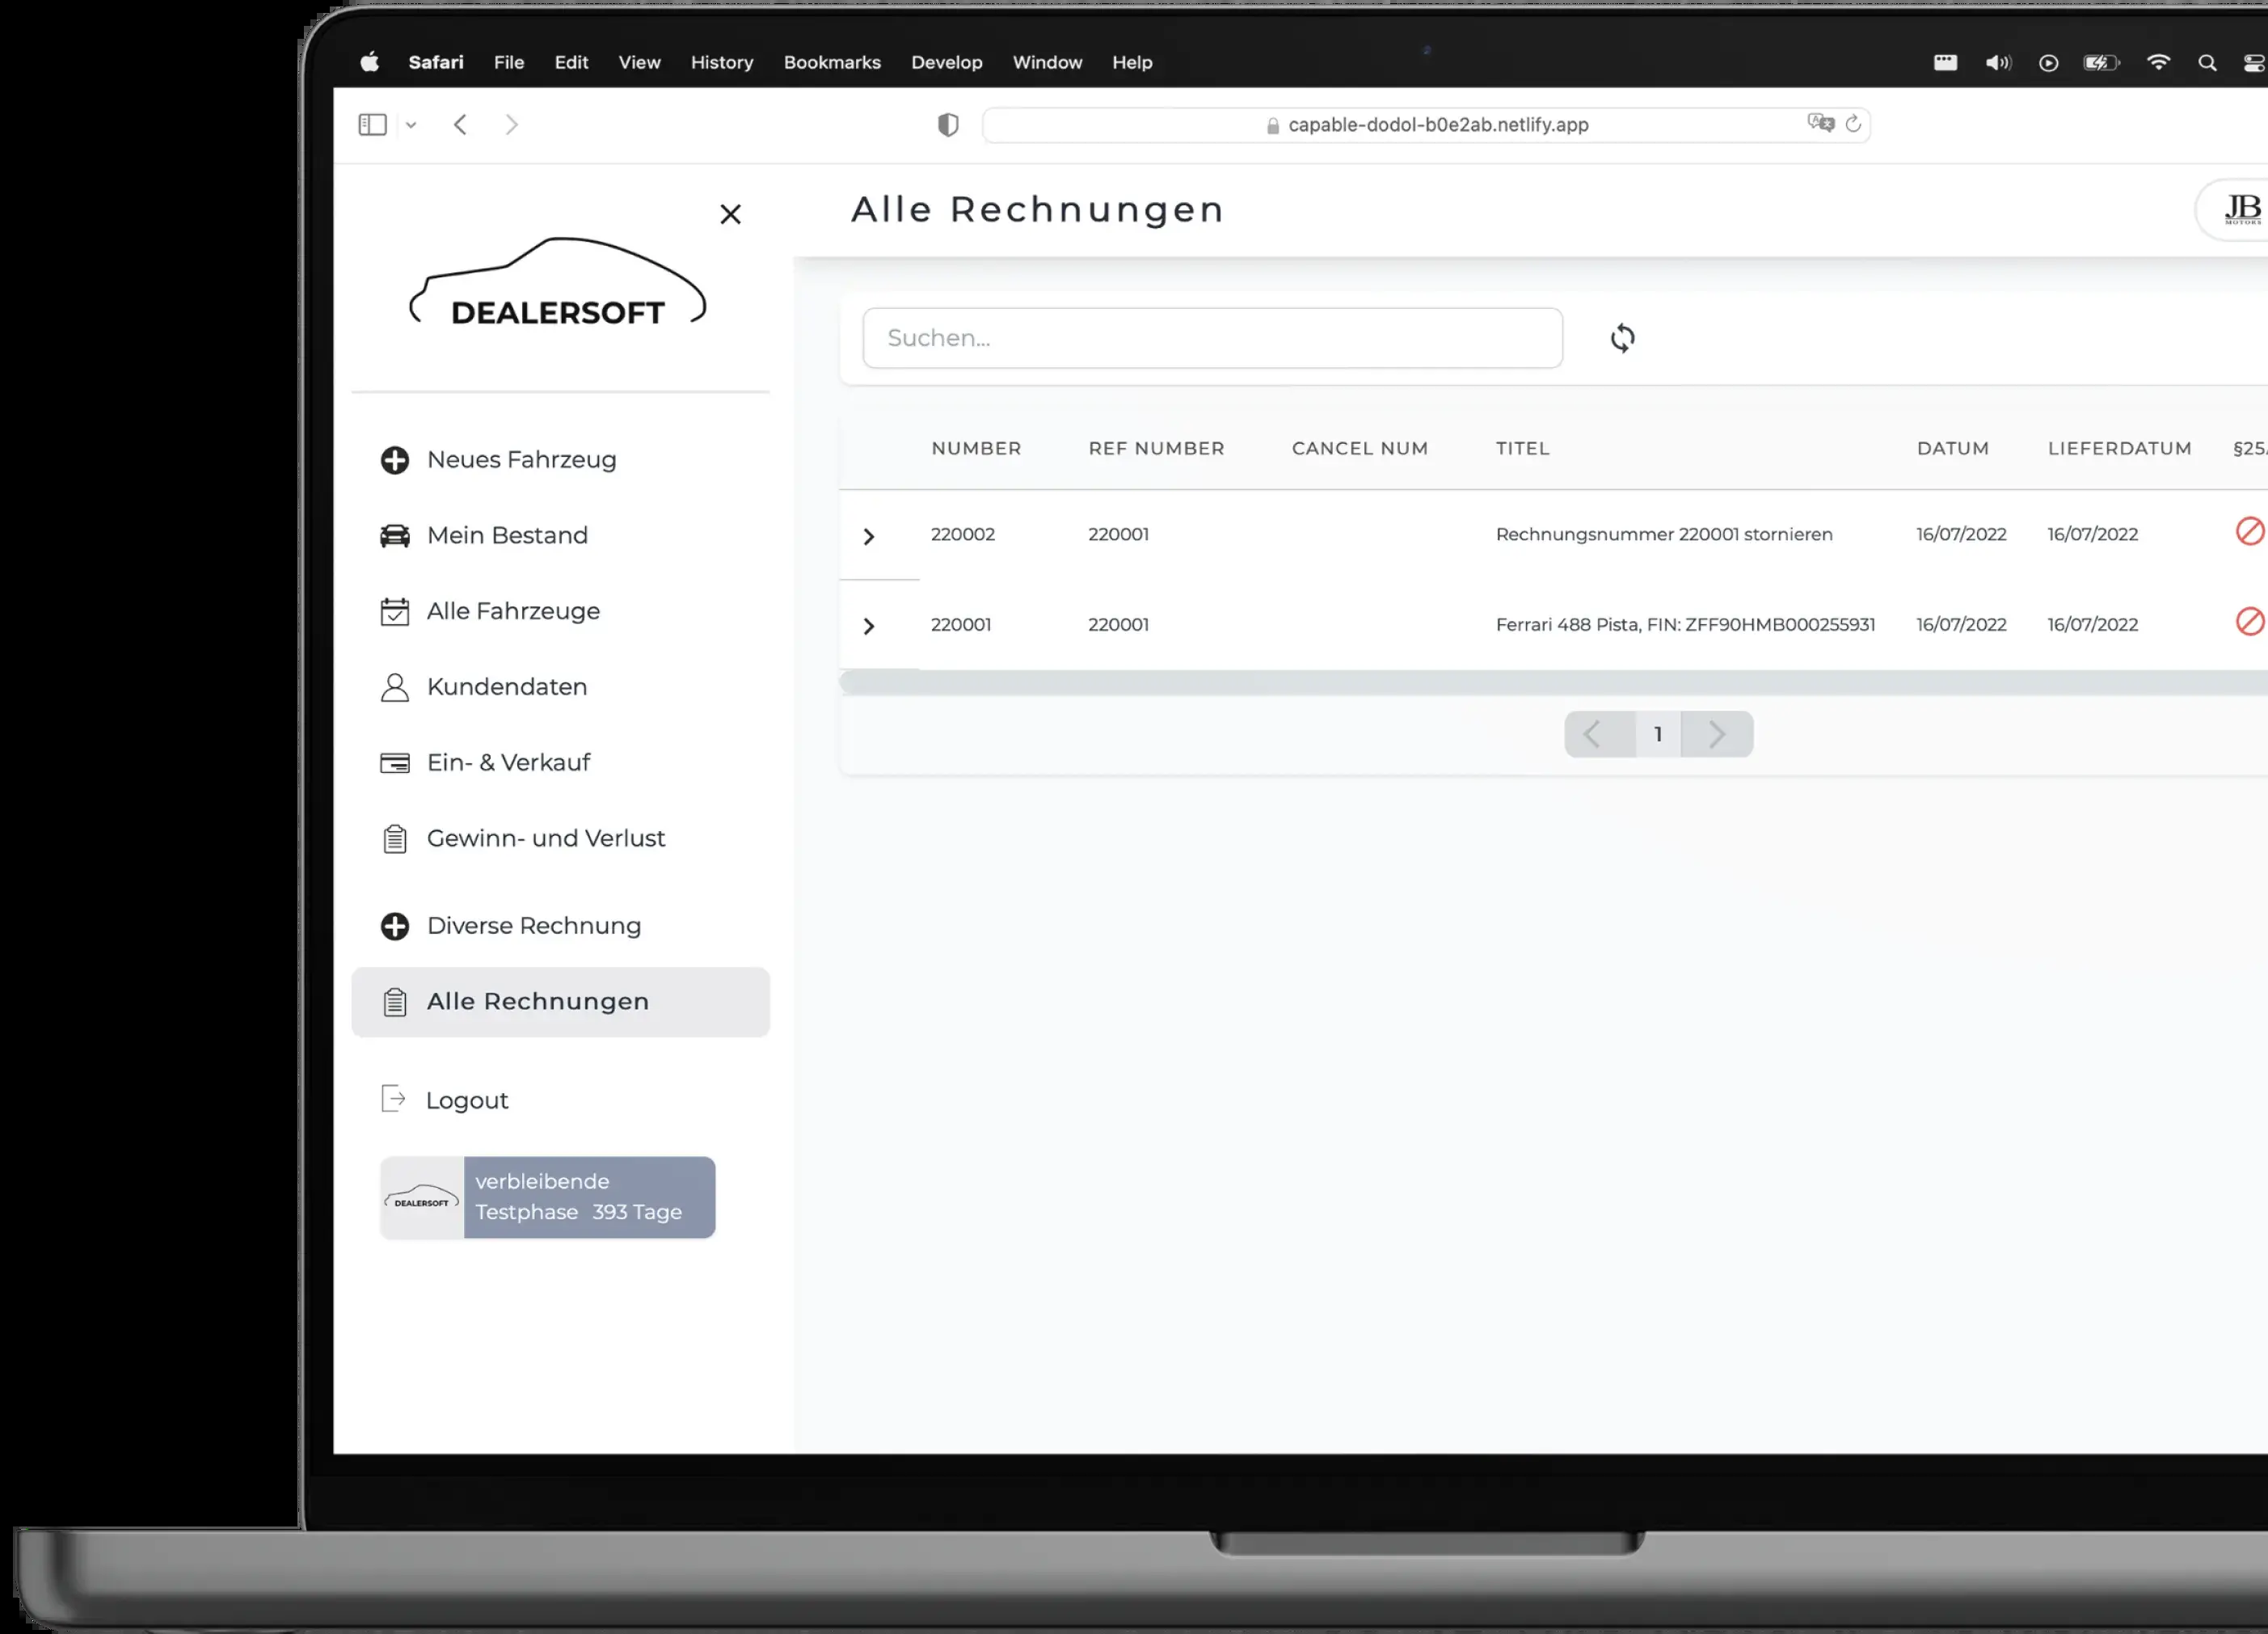 Safari File Edit View History Bookmarks Develop Window Help
capable-dodol-b0e2ab.netlify.app
Alle Rechnungen
JB
MOTORS
DEALERSOFT
Suchen...
Neues Fahrzeug
Mein Bestand
Alle Fahrzeuge
Kundendaten
Ein- & Verkauf
Gewinn- und Verlust
Diverse Rechnung
Alle Rechnungen
Logout
DEALERSOFT
verbleibende
Testphase 393 Tage
NUMBER REF NUMBER CANCEL NUM TITEL DATUM LIEFERDATUM §25
220002 220001 Rechnungsnummer 220001 stornieren 16/07/2022 16/07/2022
220001 220001 Ferrari 488 Pista, FIN: ZFF90HMB000255931 16/07/2022 16/07/2022
1